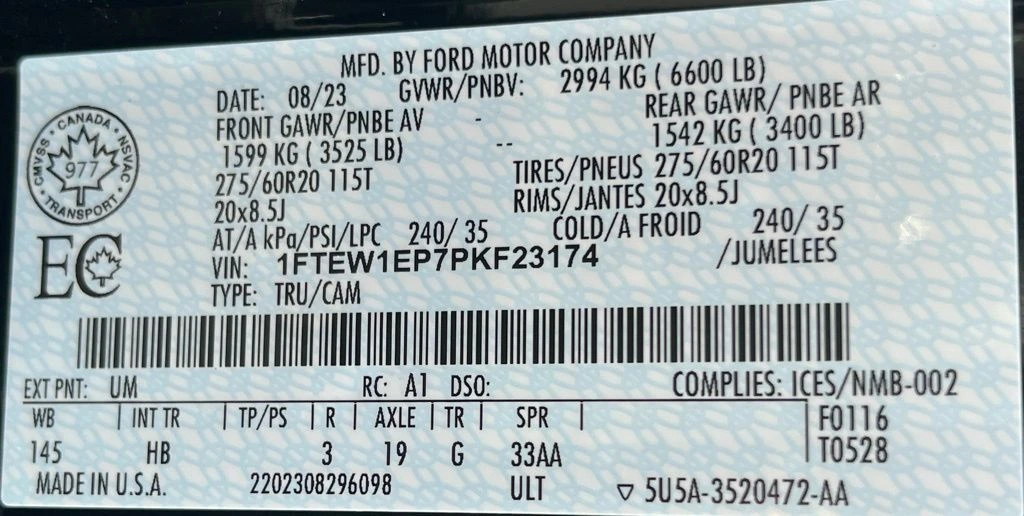 MFD. BY FORD MOTOR COMPANY
DATE: 08/23 GVWR/PNBV: 2994 KG ( 6600 LB)
FRONT GAWR/PNBE AV - REAR GAWR/ PNBE AR
1599 KG ( 3525 LB) -- 1542 KG ( 3400 LB)
275/60R20 115T TIRES/PNEUS 275/60R20 115T
20x8.5J RIMS/JANTES 20x8.5J
AT/A kPa/PSI/LPC 240/ 35 COLD/A FROID 240/ 35
VIN: 1FTEW1EP7PKF23174 /JUMELEES
TYPE: TRU/CAM
CANADA
CMVSS NSVAC
977
TRANSPORT
EC
EXT PNT: UM RC: A1 DSO: COMPLIES: ICES/NMB-002
WB | INT TR | TP/PS | R | AXLE | TR | SPR | F0116
145 HB 3 19 G 33AA T0528
MADE IN U.S.A. 2202308296098 ULT ▽ 5U5A-3520472-AA